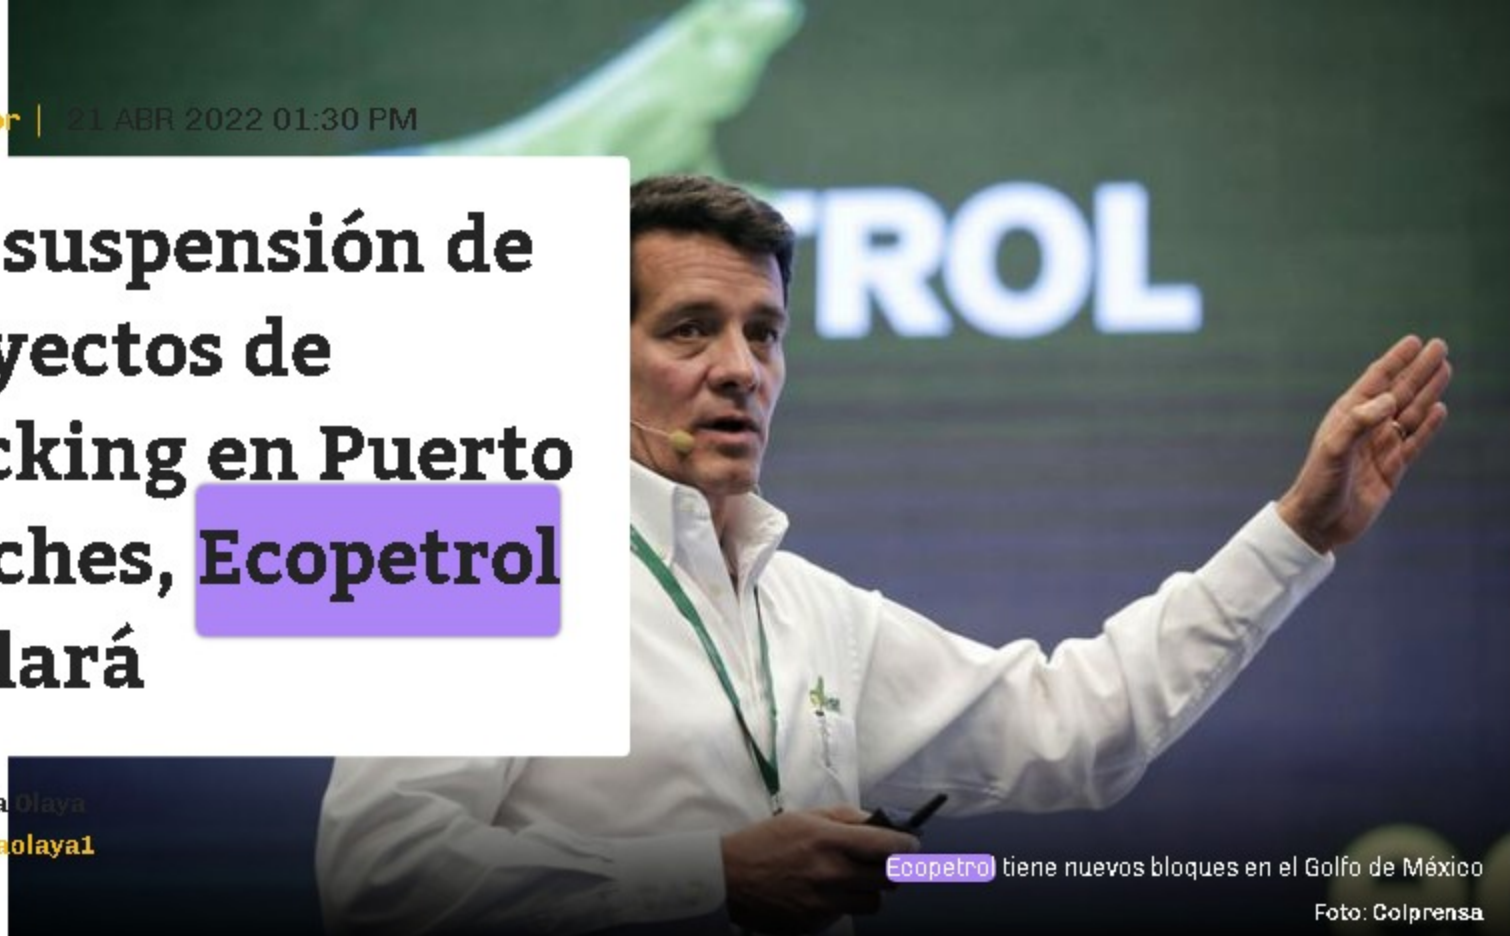 or | 21 ABR 2022 01:30 PM
TROL
suspensión de
yectos de
cking en Puerto
ches, Ecopetrol
lará
a Olaya
aolaya1
Ecopetrol tiene nuevos bloques en el Golfo de México
Foto: Colprensa